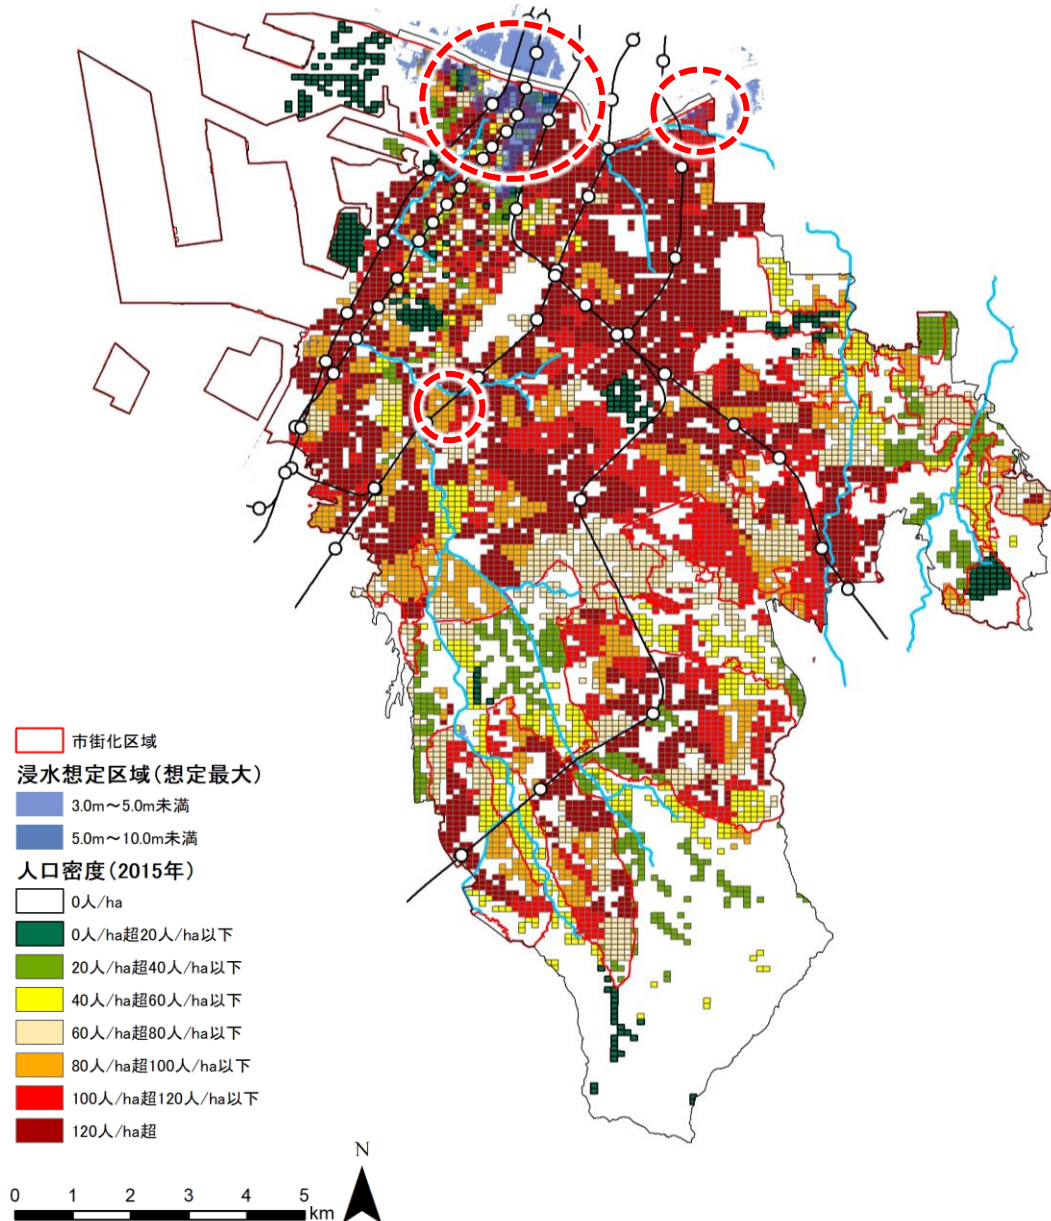 市街化区域
浸水想定区域(想定最大)
3.0m～5.0m未満
5.0m～10.0m未満
人口密度(2015年)
0人/ha
0人/ha超20人/ha以下
20人/ha超40人/ha以下
40人/ha超60人/ha以下
60人/ha超80人/ha以下
80人/ha超100人/ha以下
100人/ha超120人/ha以下
120人/ha超
N
0 1 2 3 4 5
km